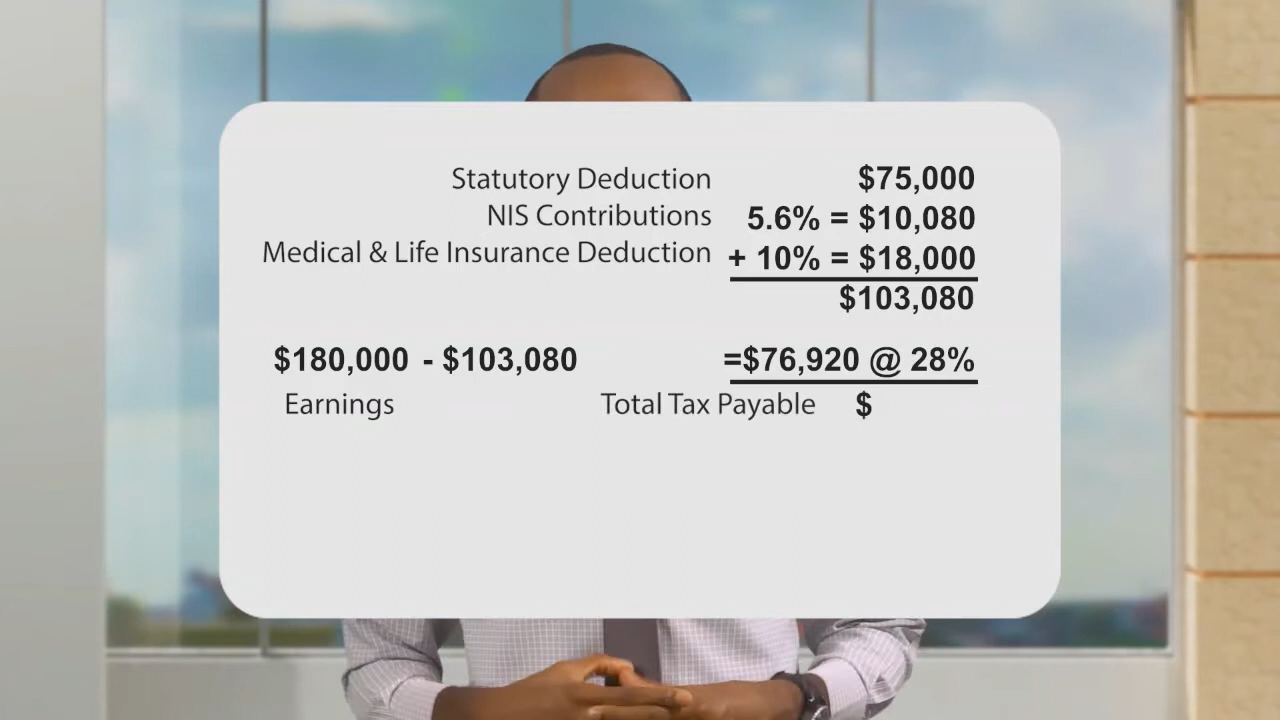 Statutory Deduction $75,000
NIS Contributions 5.6% = $10,080
Medical & Life Insurance Deduction + 10% = $18,000
$103,080
$180,000 - $103,080 =$76,920 @ 28%
Earnings Total Tax Payable $